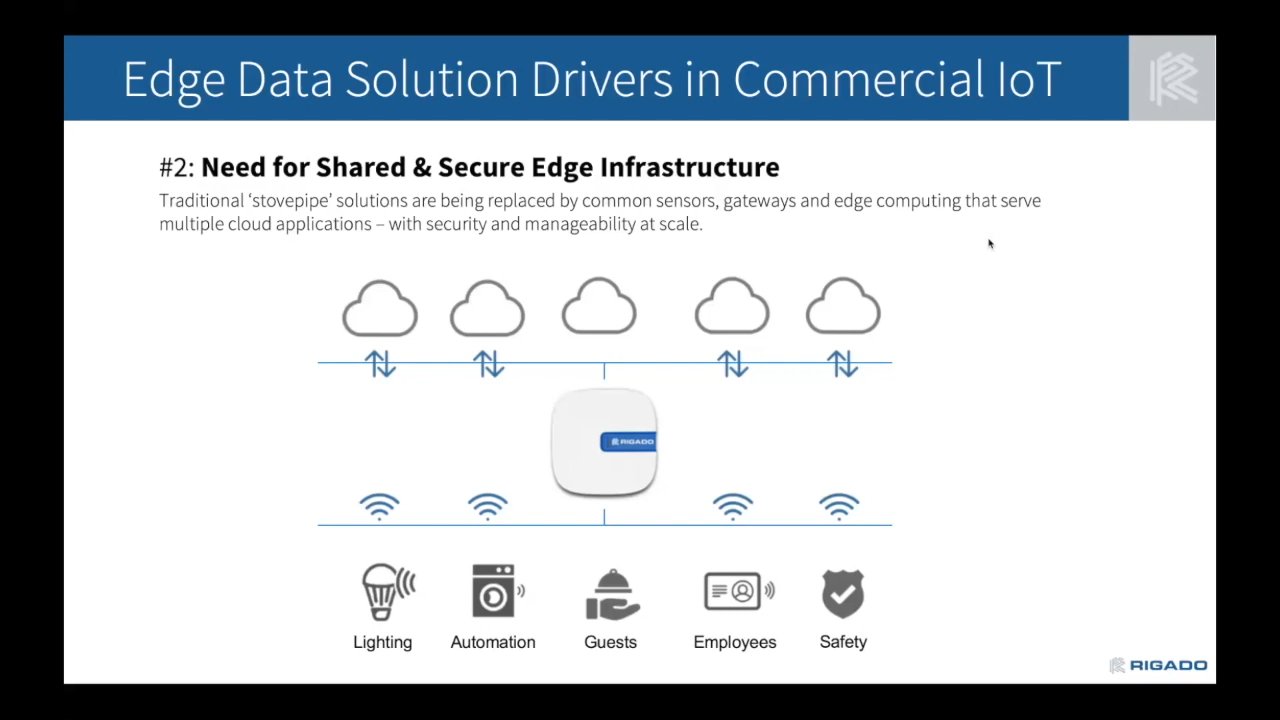 Edge Data Solution Drivers in Commercial IoT
#2: Need for Shared & Secure Edge Infrastructure
Traditional ‘stovepipe’ solutions are being replaced by common sensors, gateways and edge computing that serve
multiple cloud applications – with security and manageability at scale.
RIGADO
Lighting
Automation
Guests
Employees
Safety
RIGADO